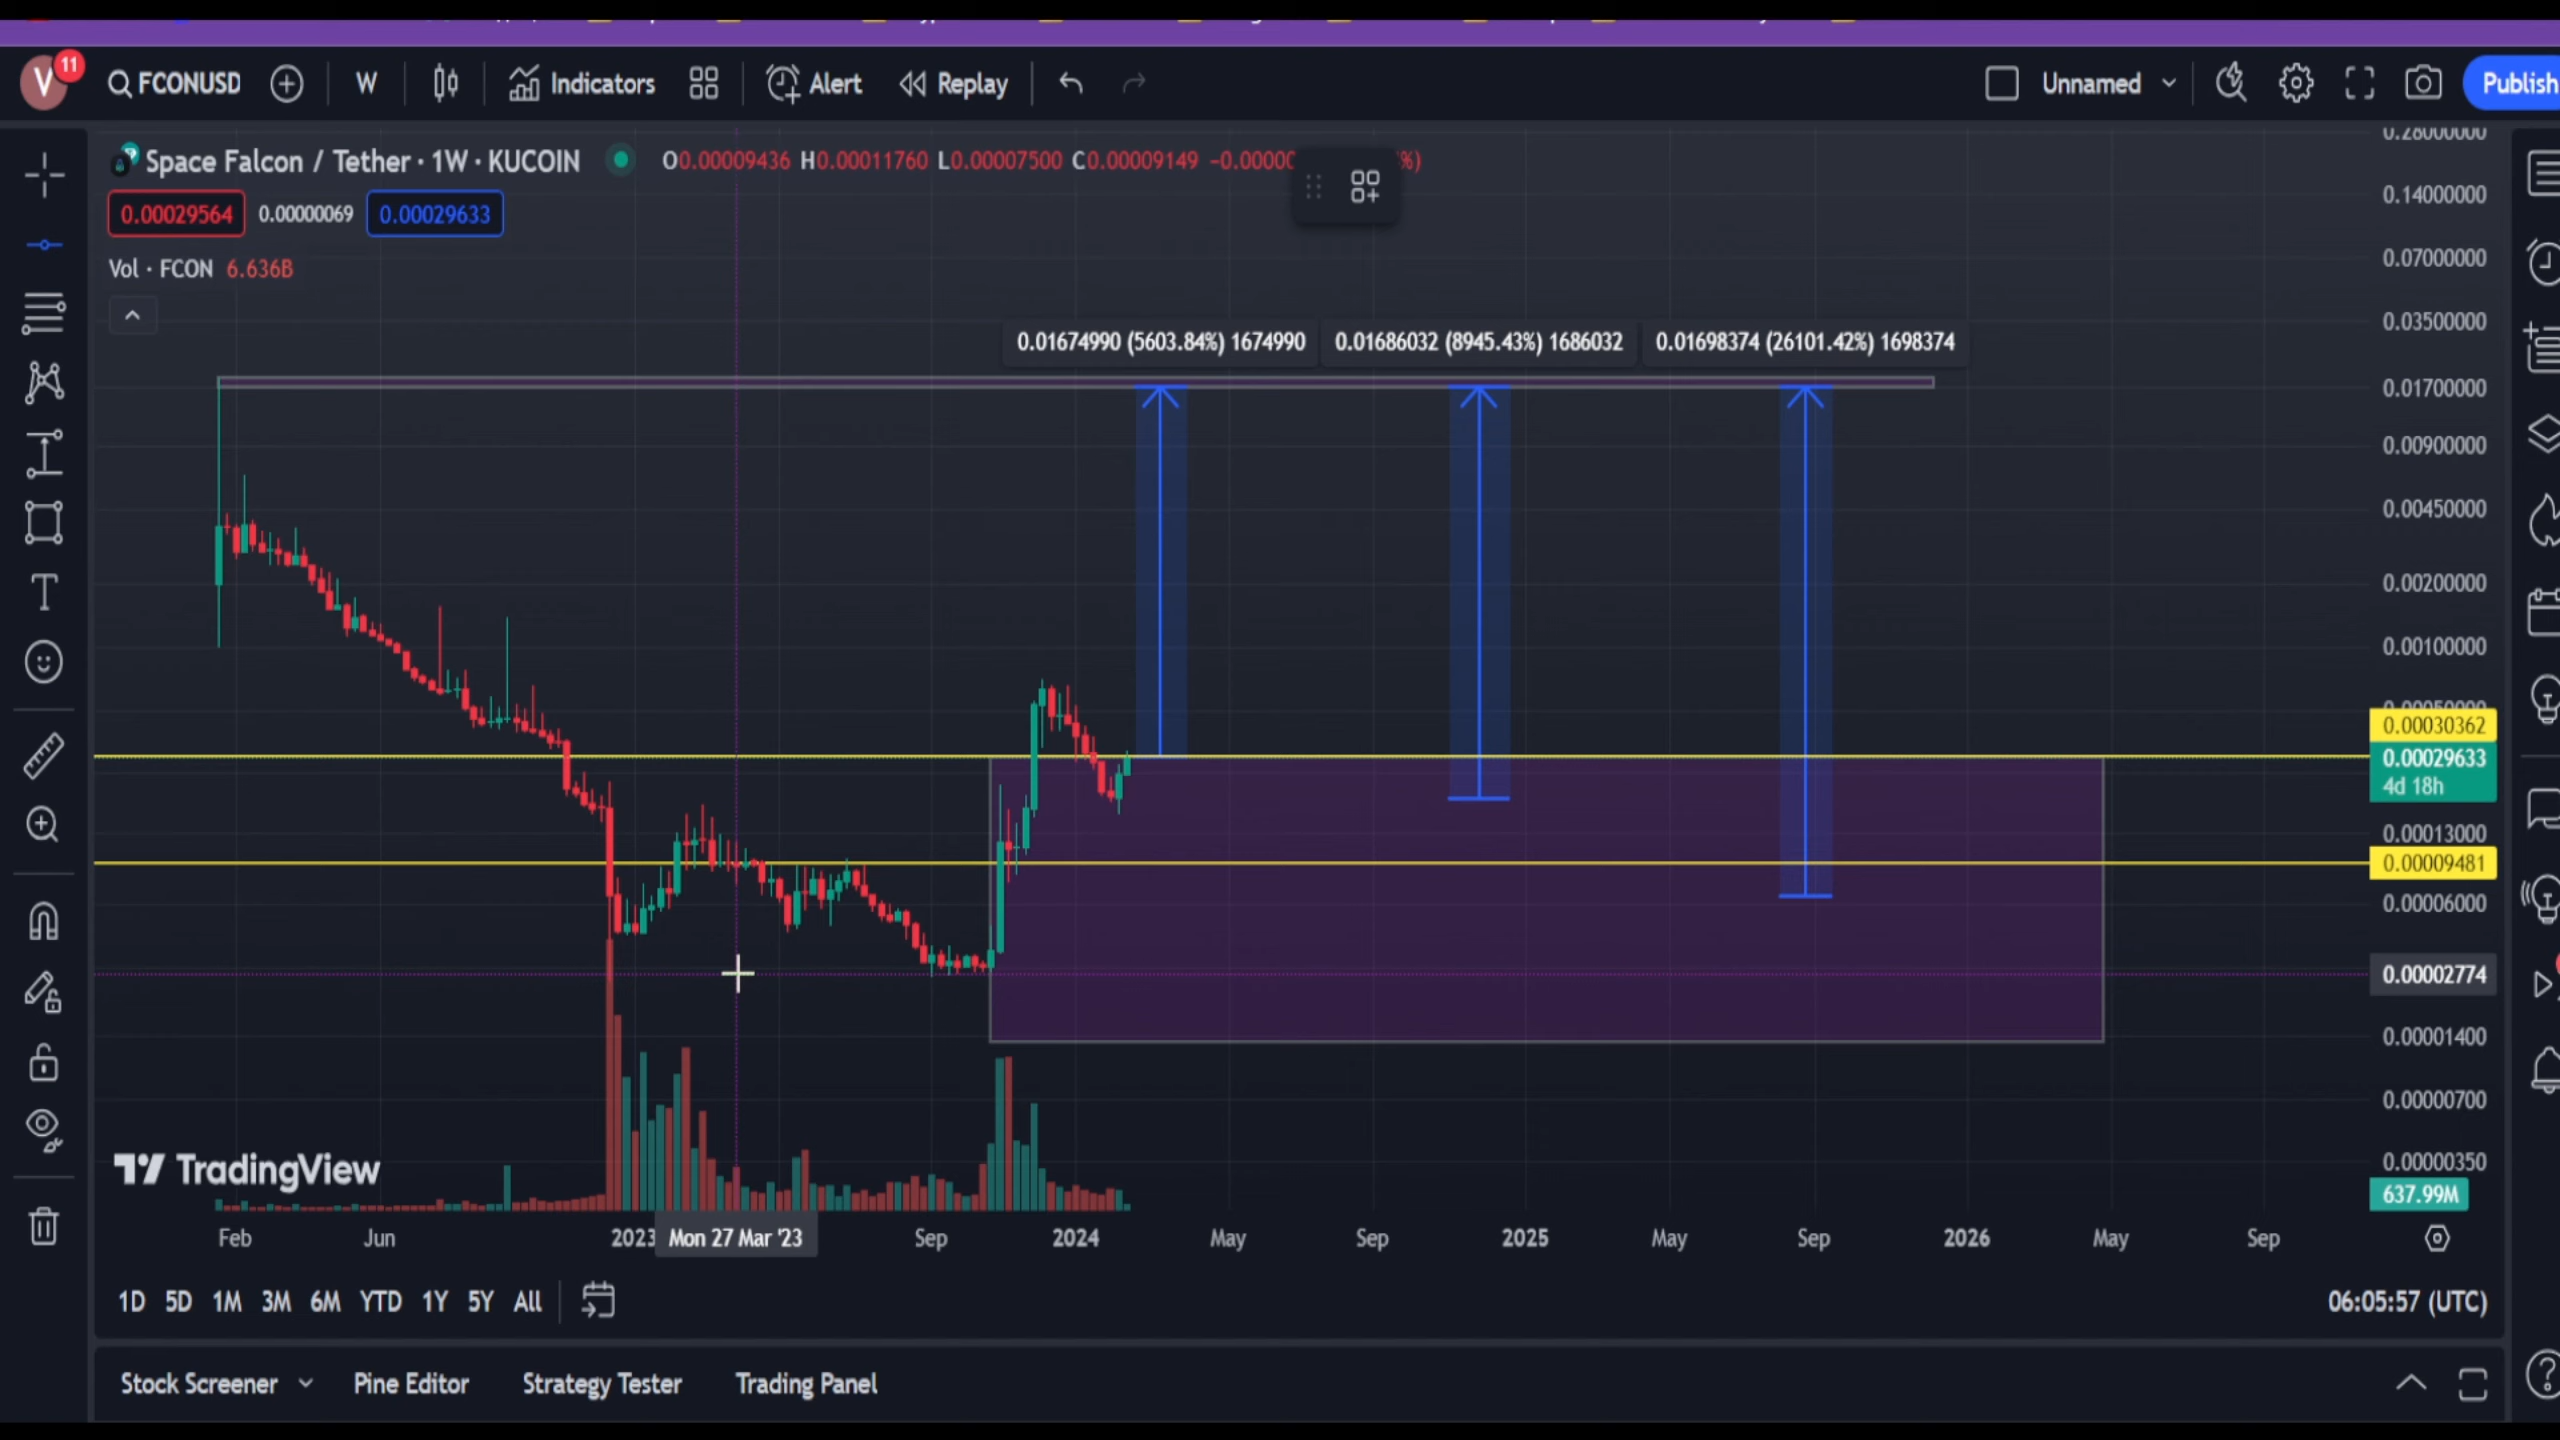 V 11 FCONUSD W Indicators Alert Replay Unnamed Publish
Space Falcon / Tether · 1W · KUCOIN O0.00009436 H0.00011760 L0.00007500 C0.00009149 −0.0000 %)
0.00029564 0.00000069 0.00029633
Vol · FCON 6.636B
0.01674990 (5603.84%) 1674990 0.01686032 (8945.43%) 1686032 0.01698374 (26101.42%) 1698374
0.28000000
0.14000000
0.07000000
0.03500000
0.01700000
0.00900000
0.00450000
0.00200000
0.00100000
0.00030362
0.00029633
4d 18h
0.00013000
0.00009481
0.00006000
0.00002774
0.00001400
0.00000700
0.00000350
637.99M
TradingView
Feb Jun 2023 Mon 27 Mar '23 Sep 2024 May Sep 2025 May Sep 2026 May Sep
1D 5D 1M 3M 6M YTD 1Y 5Y All 06:05:57 (UTC)
Stock Screener Pine Editor Strategy Tester Trading Panel